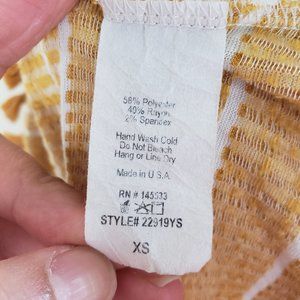 58% Polyester
40% Rayon
2% Spandex
Hand Wash Cold
Do Not Bleach
Hang or Line Dry
Made in U.S.A.
RN # 145533
STYLE# 22919YS
XS